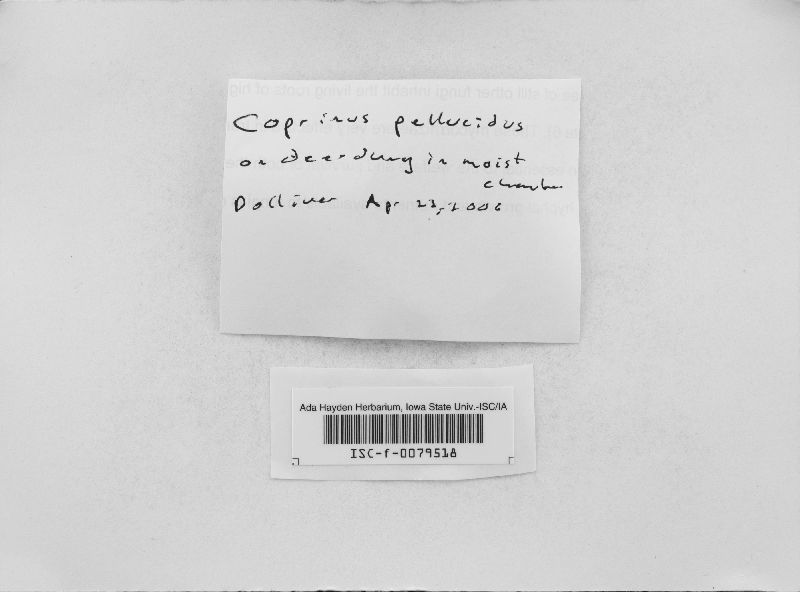 Coprinus pellucidus
on deer dung in moist
chamber
Dolliver Apr 23, 2006
Ada Hayden Herbarium, Iowa State Univ.-ISC/IA
ISC-f-0079518